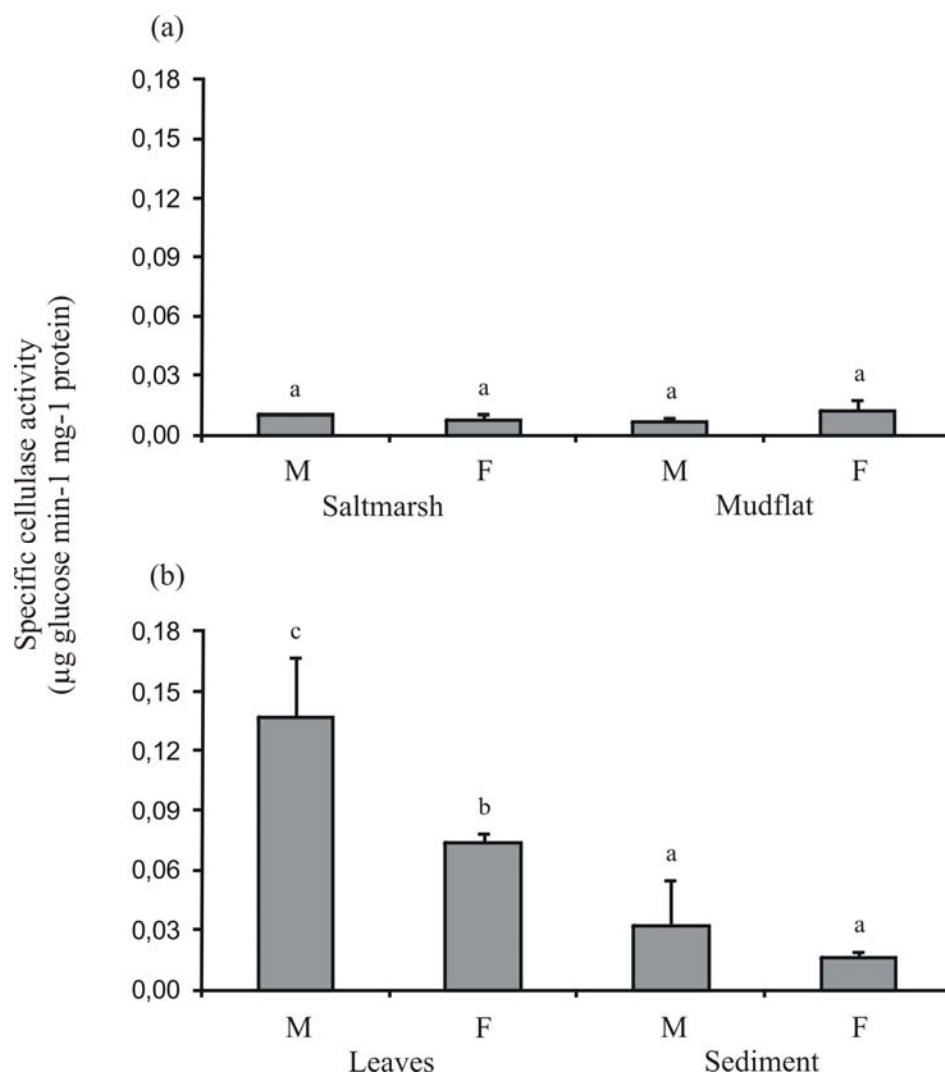 (a)
0,18
0,15
0,12
0,09
0,06
0,03
0,00
a
a
a
a
M
F
M
F
Saltmarsh
Mudflat
Specific cellulase activity
(µg glucose min-1 mg-1 protein)
(b)
0,18
0,15
0,12
0,09
0,06
0,03
0,00
c
b
a
a
M
F
M
F
Leaves
Sediment